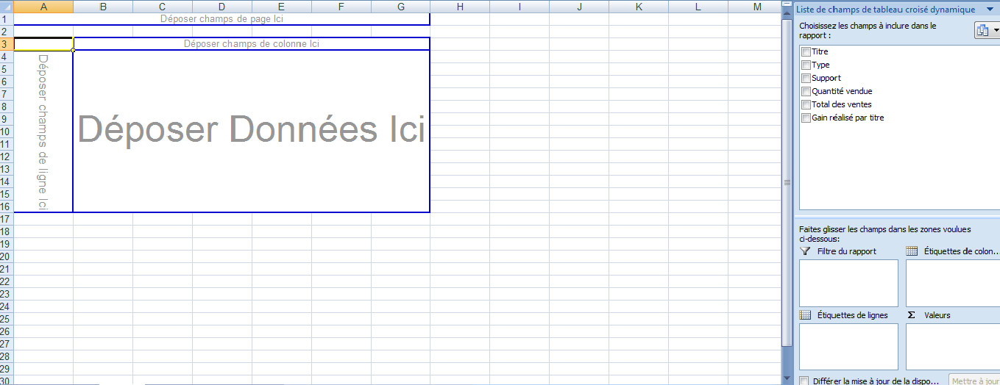 A B C D E F G H I J K L M
1 Déposer champs de page Ici
2
3 Déposer champs de colonne Ici
4
5
6
7
8
9
10
11
12
13
14
15
16
Déposer champs de ligne Ici
Déposer Données Ici
17
18
19
20
21
22
23
24
25
26
27
28
29
30
Liste de champs de tableau croisé dynamique
Choisissez les champs à inclure dans le
rapport :
Titre
Type
Support
Quantité vendue
Total des ventes
Gain réalisé par titre
Faites glisser les champs dans les zones voulues
ci-dessous:
Filtre du rapport
Étiquettes de colon...
Étiquettes de lignes
Σ Valeurs
Différer la mise à jour de la dispo...
Mettre à jour